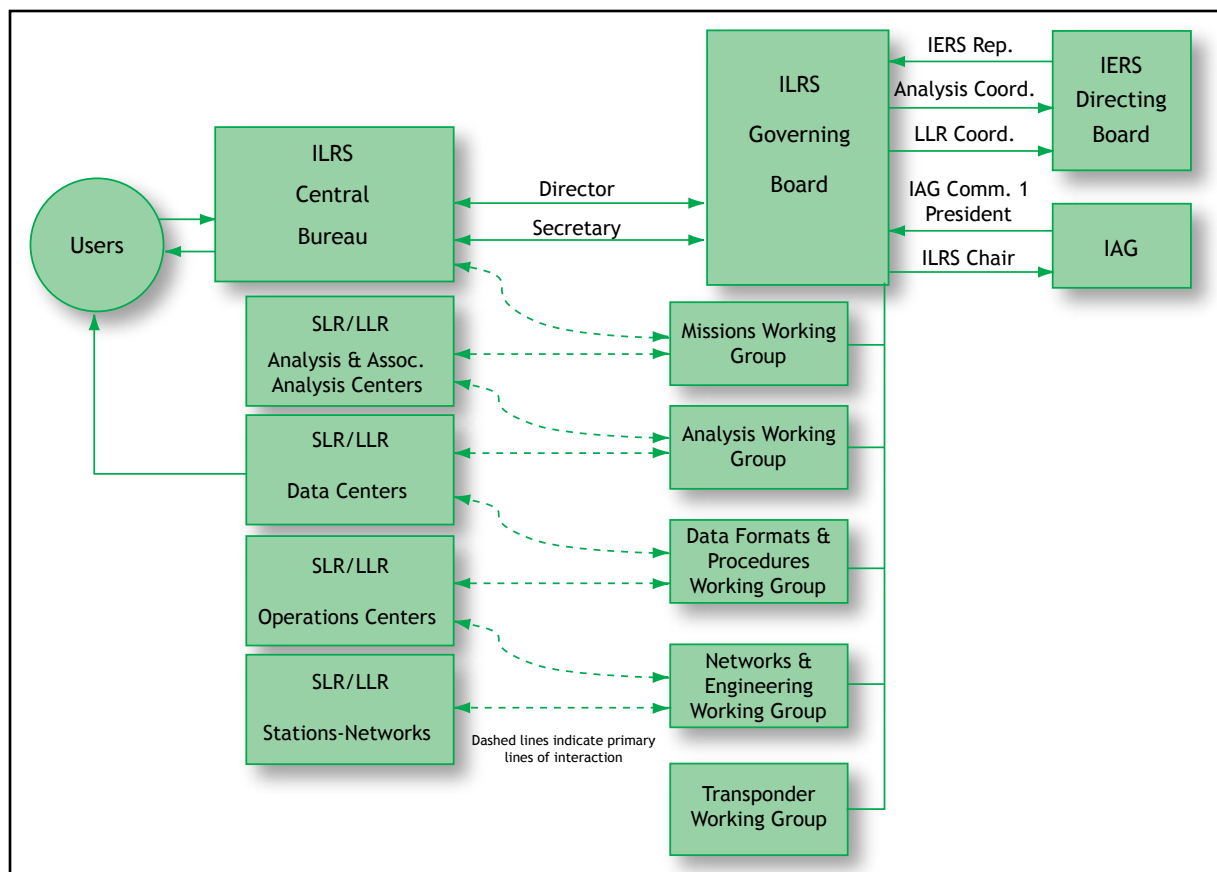 Users
ILRS
Central
Bureau
Director
Secretary
ILRS
Governing
Board
IERS Rep.
Analysis Coord.
LLR Coord.
IAG Comm. 1
President
ILRS Chair
IERS
Directing
Board
IAG
SLR/LLR
Analysis & Assoc.
Analysis Centers
SLR/LLR
Data Centers
SLR/LLR
Operations Centers
SLR/LLR
Stations-Networks
Dashed lines indicate primary
lines of interaction
Missions Working
Group
Analysis Working
Group
Data Formats &
Procedures
Working Group
Networks &
Engineering
Working Group
Transponder
Working Group